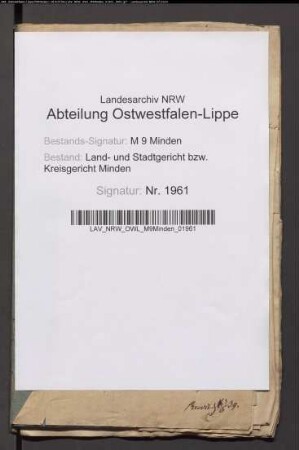 Landesarchiv NRW
Abteilung Ostwestfalen-Lippe
Bestands-Signatur: M 9 Minden
Bestand: Land- und Stadtgericht bzw.
Kreisgericht Minden
Signatur: Nr. 1961
LAV_NRW_OWL_M9Minden_01961